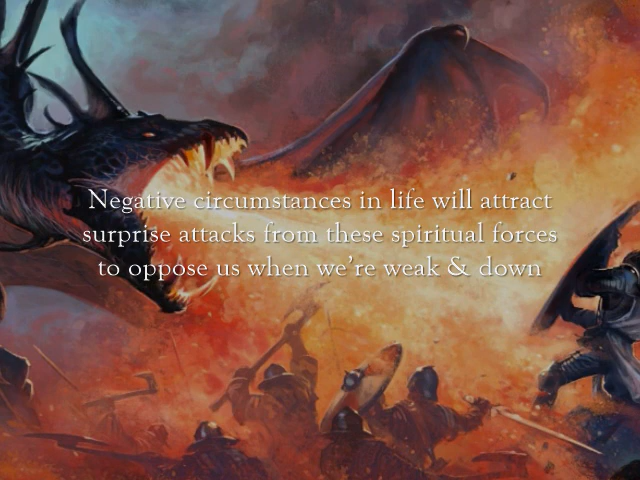 Negative circumstances in life will attract
surprise attacks from these spiritual forces
to oppose us when we’re weak & down